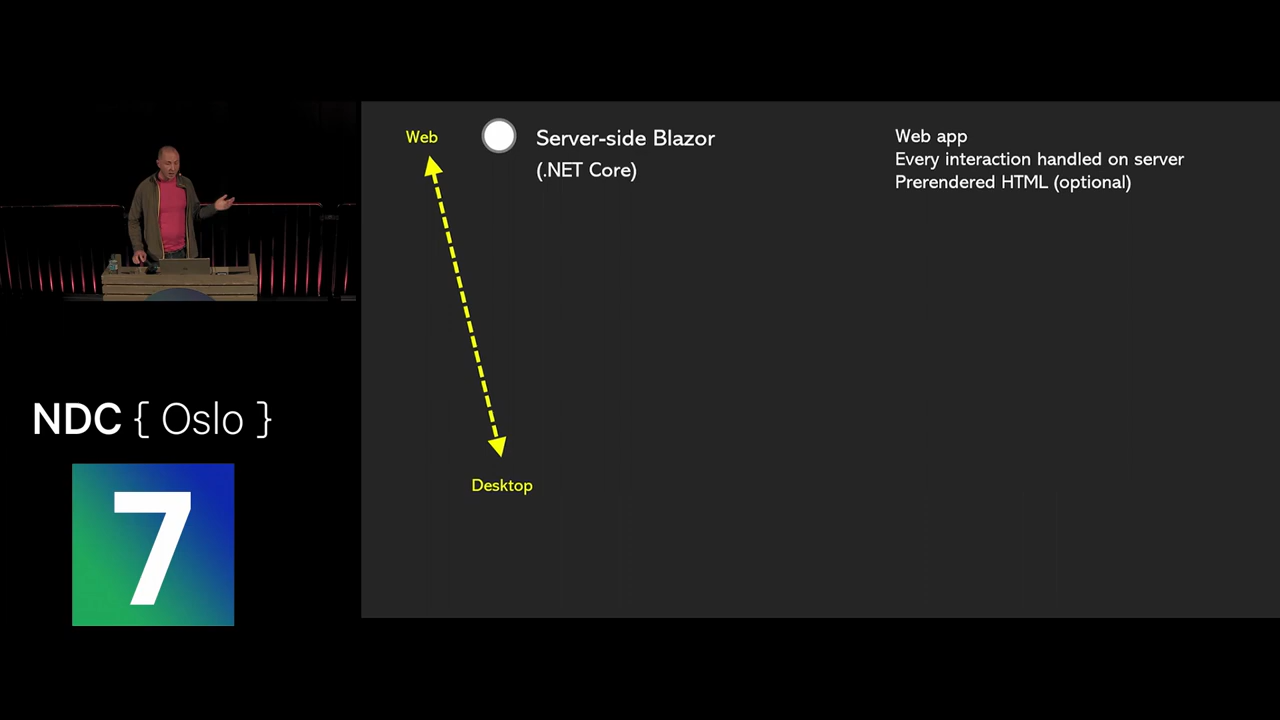 Web
Server-side Blazor
(.NET Core)
Web app
Every interaction handled on server
Prerendered HTML (optional)
Desktop
NDC { Oslo }
7